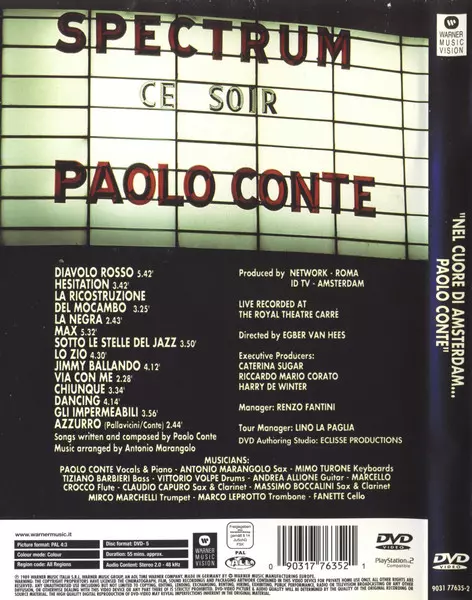 SPECTRUM
CE SOIR
PAOLO CONTE
DIAVOLO ROSSO 5.42'
HESITATION 3.42'
LA RICOSTRUZIONE
DEL MOCAMBO 3.25'
LA NEGRA 2.43'
MAX 5.32'
SOTTO LE STELLE DEL JAZZ 3.50'
LO ZIO 4.30'
JIMMY BALLANDO 4.12'
VIA CON ME 2.28'
CHIUNQUE 3.34'
DANCING 4.14'
GLI IMPERMEABILI 3.56'
AZZURRO (Pallavicini/Conte) 2.44'
Songs written and composed by Paolo Conte
Music arranged by Antonio Marangolo
Produced by NETWORK - ROMA
ID TV - AMSTERDAM
LIVE RECORDED AT
THE ROYAL THEATRE CARRÈ
Directed by EGBER VAN HEES
Executive Producers:
CATERINA SUGAR
RICCARDO MARIO CORATO
HARRY DE WINTER
Manager: RENZO FANTINI
Tour Manager: LINO LA PAGLIA
DVD Authoring Studio: ECLISSE PRODUCTIONS
MUSICIANS:
PAOLO CONTE Vocals & Piano - ANTONIO MARANGOLO Sax - MIMO TURONE Keyboards
TIZIANO BARBIERI Bass - VITTORIO VOLPE Drums - ANDREA ALLIONE Guitar - MARCELLO
CROCCO Flute - CLAUDIO CAPURO Sax & Clarinet - MASSIMO BOCCALINI Sax & Clarinet
MIRCO MARCHELLI Trumpet - MARCO LEPROTTO Trombone - FANETTE Cello
www.warnermusic.it
Picture format: PAL, 4:3
Disc format: DVD- 5
Colour mode: Colour
Duration: 55 mins. approx.
Region code: All Regions
Audio Content: Stereo 2.0 - 48 kHz
WARNER
MUSIC
VISION
PAL
0 90317 76352 1
DVD
VIDEO
PlayStation 2
WARNER
MUSIC
VISION
"NEL CUORE DI AMSTERDAM...
PAOLO CONTE"
DVD
VIDEO
9031 77635-2